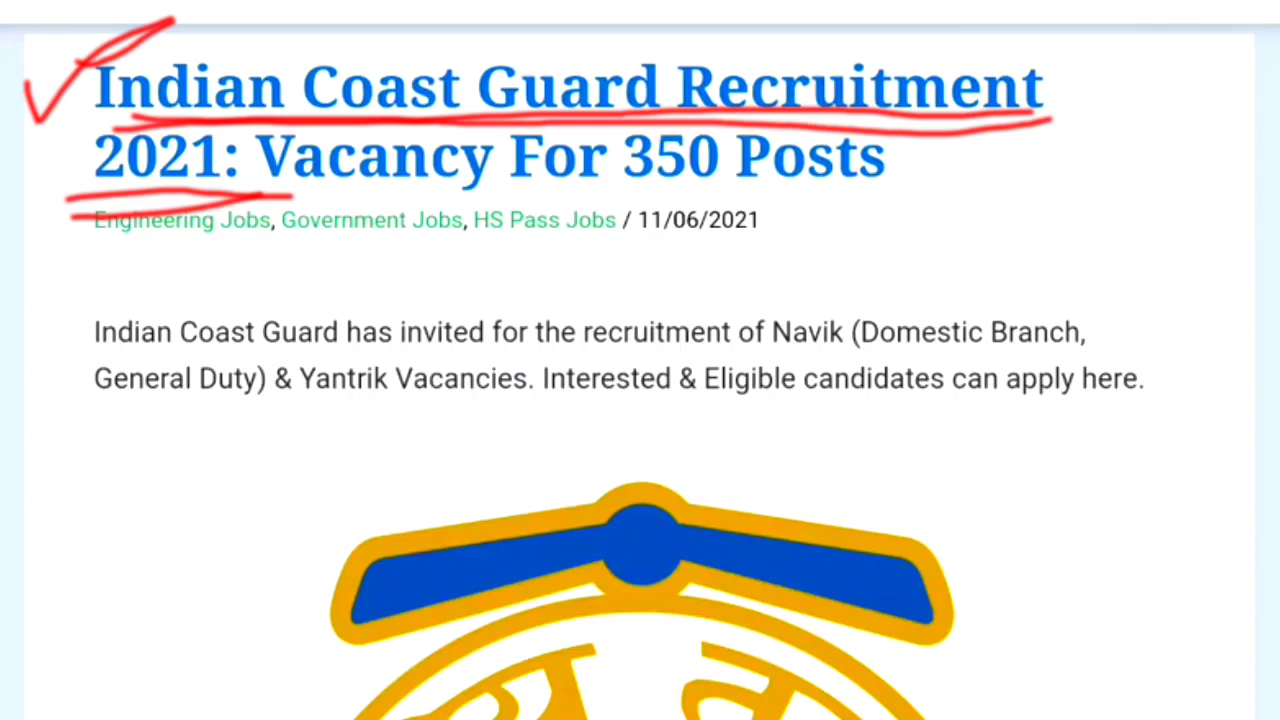 Indian Coast Guard Recruitment
2021: Vacancy For 350 Posts
Engineering Jobs, Government Jobs, HS Pass Jobs / 11/06/2021
Indian Coast Guard has invited for the recruitment of Navik (Domestic Branch,
General Duty) & Yantrik Vacancies. Interested & Eligible candidates can apply here.